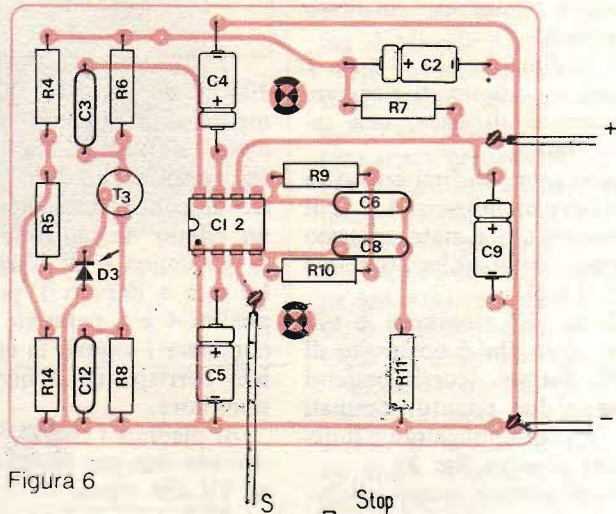 R4
C3
R6
C4
C2
R7
+
T3
R9
C6
R5
CI 2
C8
C9
D3
R10
R14
C12
R8
C5
R11
−
Figura 6
S
Stop